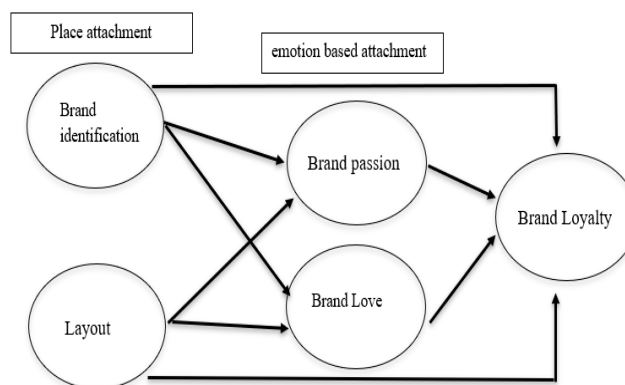 Place attachment
emotion based attachment
Brand
identification
Brand passion
Brand Loyalty
Brand Love
Layout